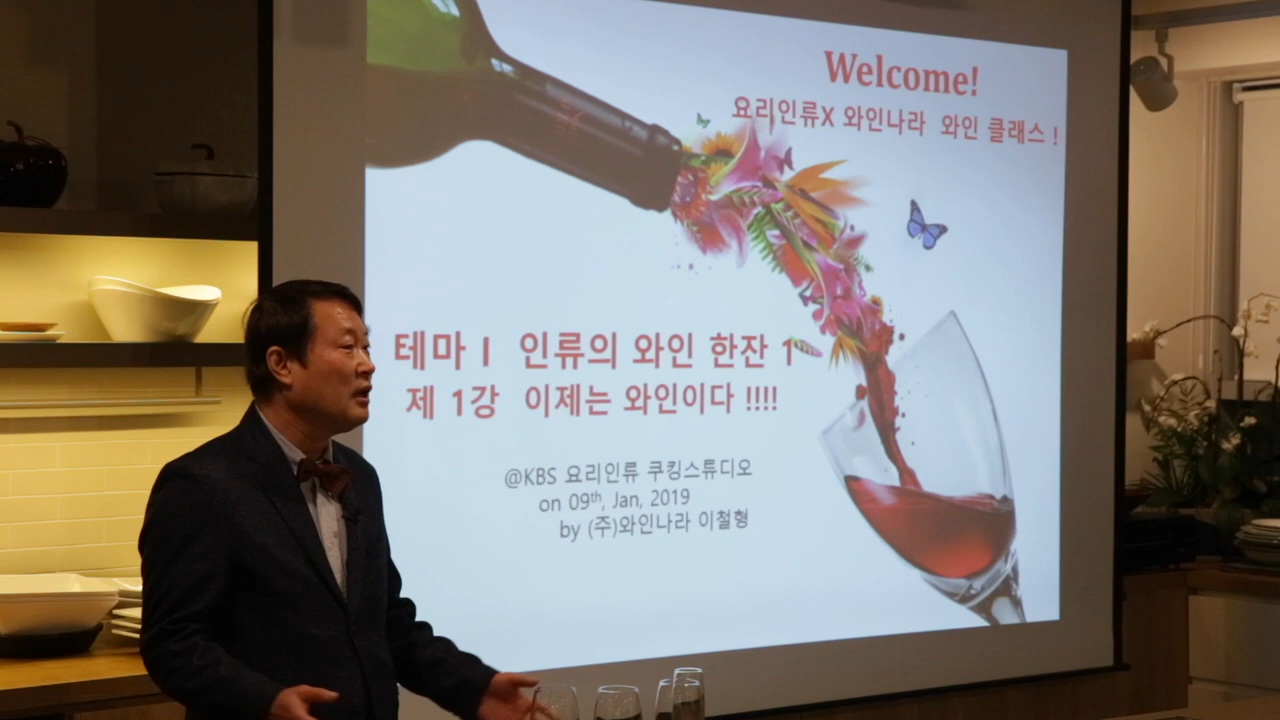 Welcome!
요리인류X 와인나라 와인 클래스 !
테마 I 인류의 와인 한잔 1
제 1강 이제는 와인이다 !!!!
@KBS 요리인류 쿠킹스튜디오
on 09th, Jan, 2019
by (주)와인나라 이철형